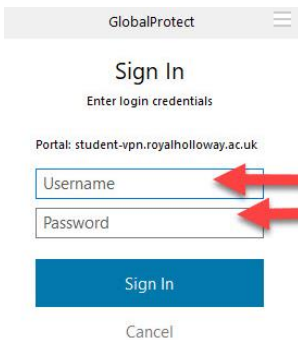 GlobalProtect
Sign In
Enter login credentials
Portal: student-vpn.royalholloway.ac.uk
Username
Password
Sign In
Cancel